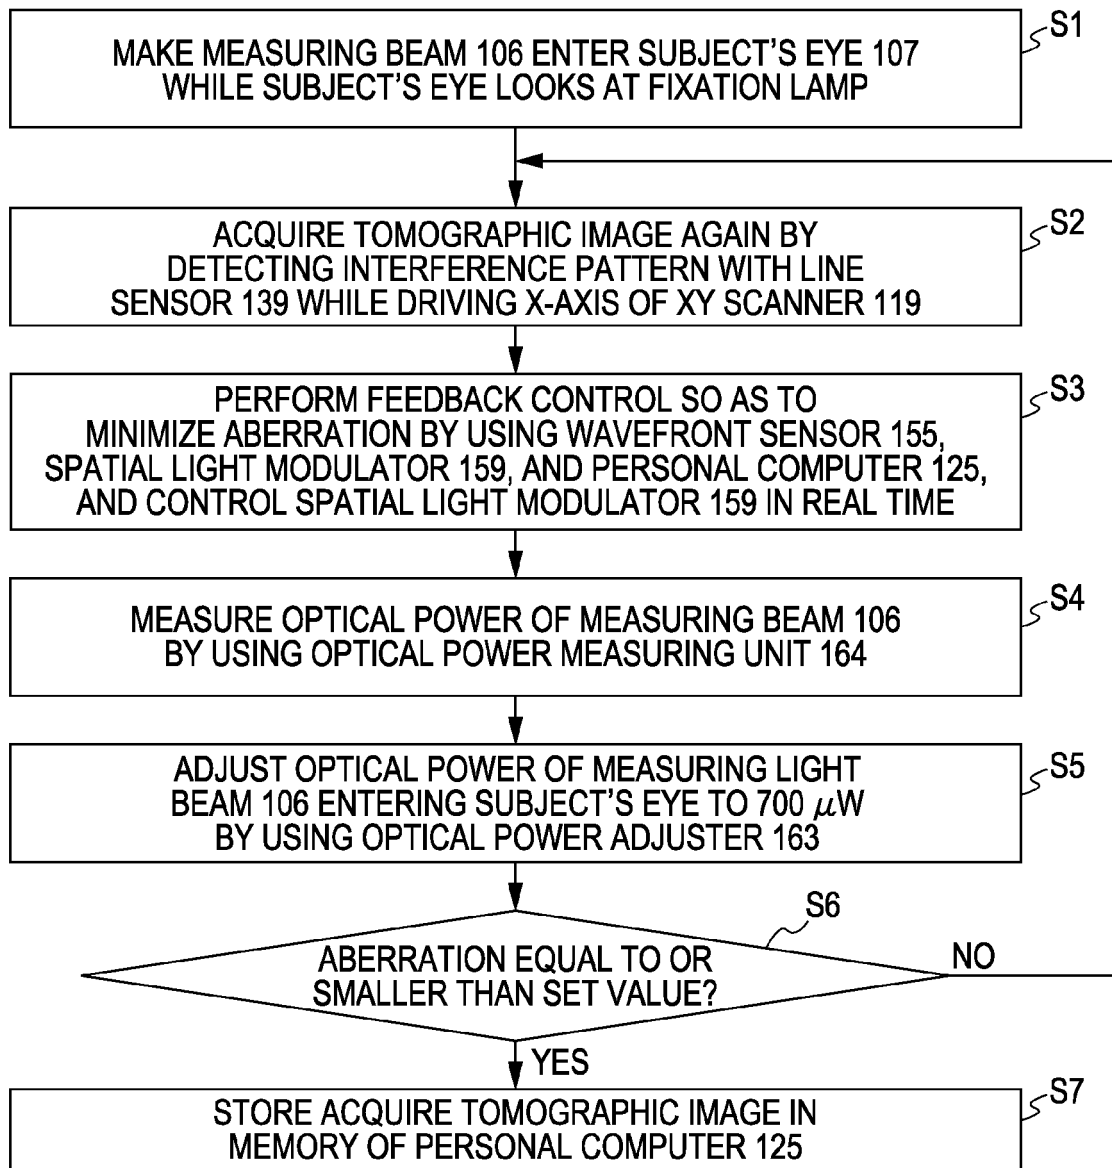 S1
MAKE MEASURING BEAM 106 ENTER SUBJECT'S EYE 107
WHILE SUBJECT'S EYE LOOKS AT FIXATION LAMP
S2
ACQUIRE TOMOGRAPHIC IMAGE AGAIN BY
DETECTING INTERFERENCE PATTERN WITH LINE
SENSOR 139 WHILE DRIVING X-AXIS OF XY SCANNER 119
S3
PERFORM FEEDBACK CONTROL SO AS TO
MINIMIZE ABERRATION BY USING WAVEFRONT SENSOR 155,
SPATIAL LIGHT MODULATOR 159, AND PERSONAL COMPUTER 125,
AND CONTROL SPATIAL LIGHT MODULATOR 159 IN REAL TIME
S4
MEASURE OPTICAL POWER OF MEASURING BEAM 106
BY USING OPTICAL POWER MEASURING UNIT 164
S5
ADJUST OPTICAL POWER OF MEASURING LIGHT
BEAM 106 ENTERING SUBJECT'S EYE TO 700 μW
BY USING OPTICAL POWER ADJUSTER 163
S6
ABERRATION EQUAL TO OR
SMALLER THAN SET VALUE?
NO
YES
S7
STORE ACQUIRE TOMOGRAPHIC IMAGE IN
MEMORY OF PERSONAL COMPUTER 125